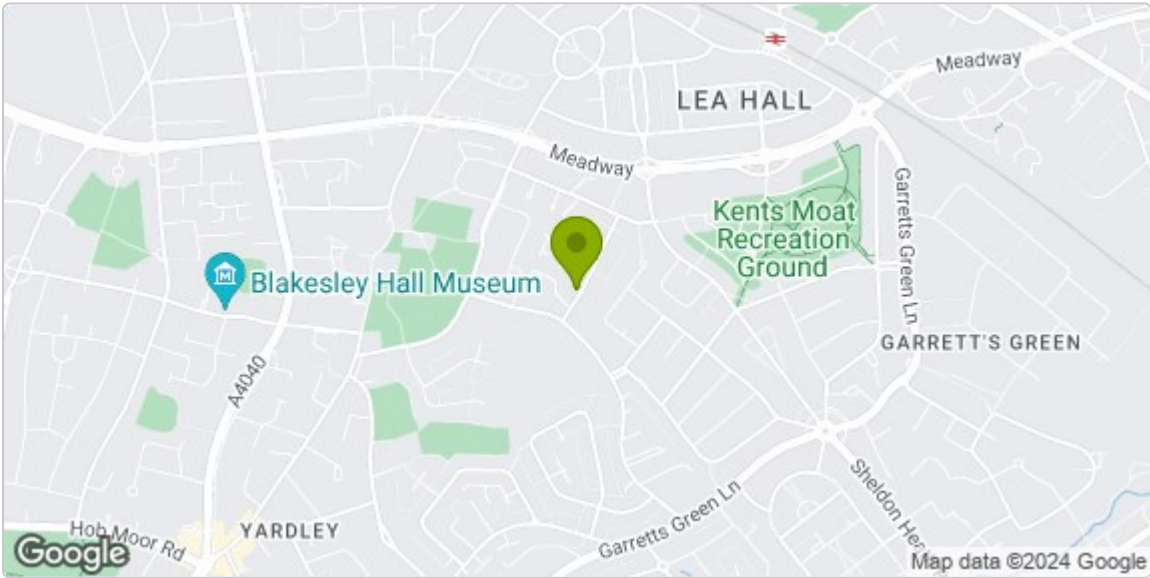 Meadway
LEA HALL
Meadway
Garretts Green Ln
Kents Moat
Recreation
Ground
M
Blakesley Hall Museum
GARRETT'S GREEN
A4040
Garretts Green Ln
Sheldon Hea
Hob Moor Rd
YARDLEY
Google
Map data ©2024 Google